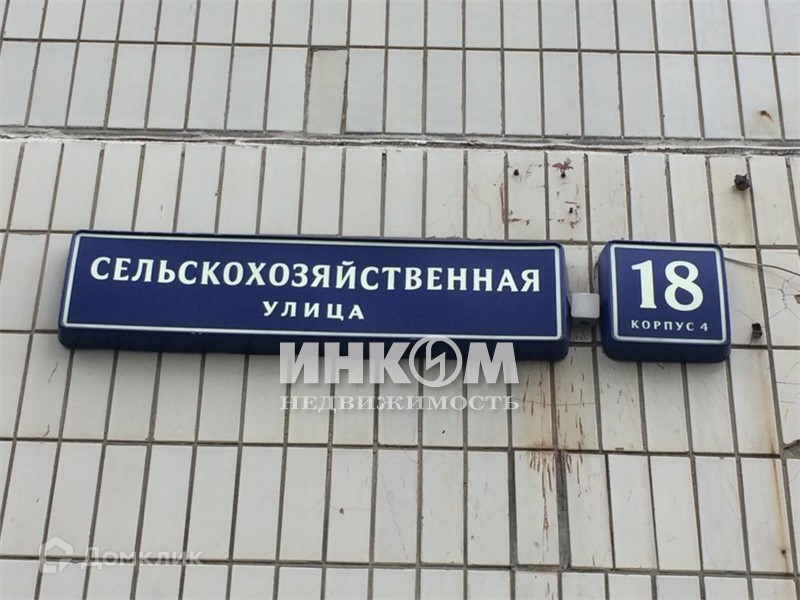 СЕЛЬСКОХОЗЯЙСТВЕННАЯ
УЛИЦА
18
КОРПУС 4
ИНКОМ
НЕДВИЖИМОСТЬ
Домклик